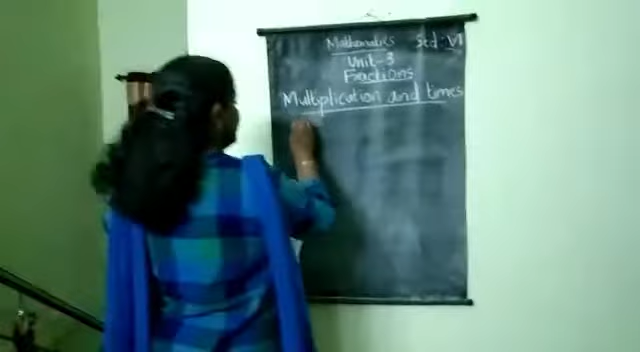 Mathematics std: VI
Unit-3
Fractions
Multiplication and times